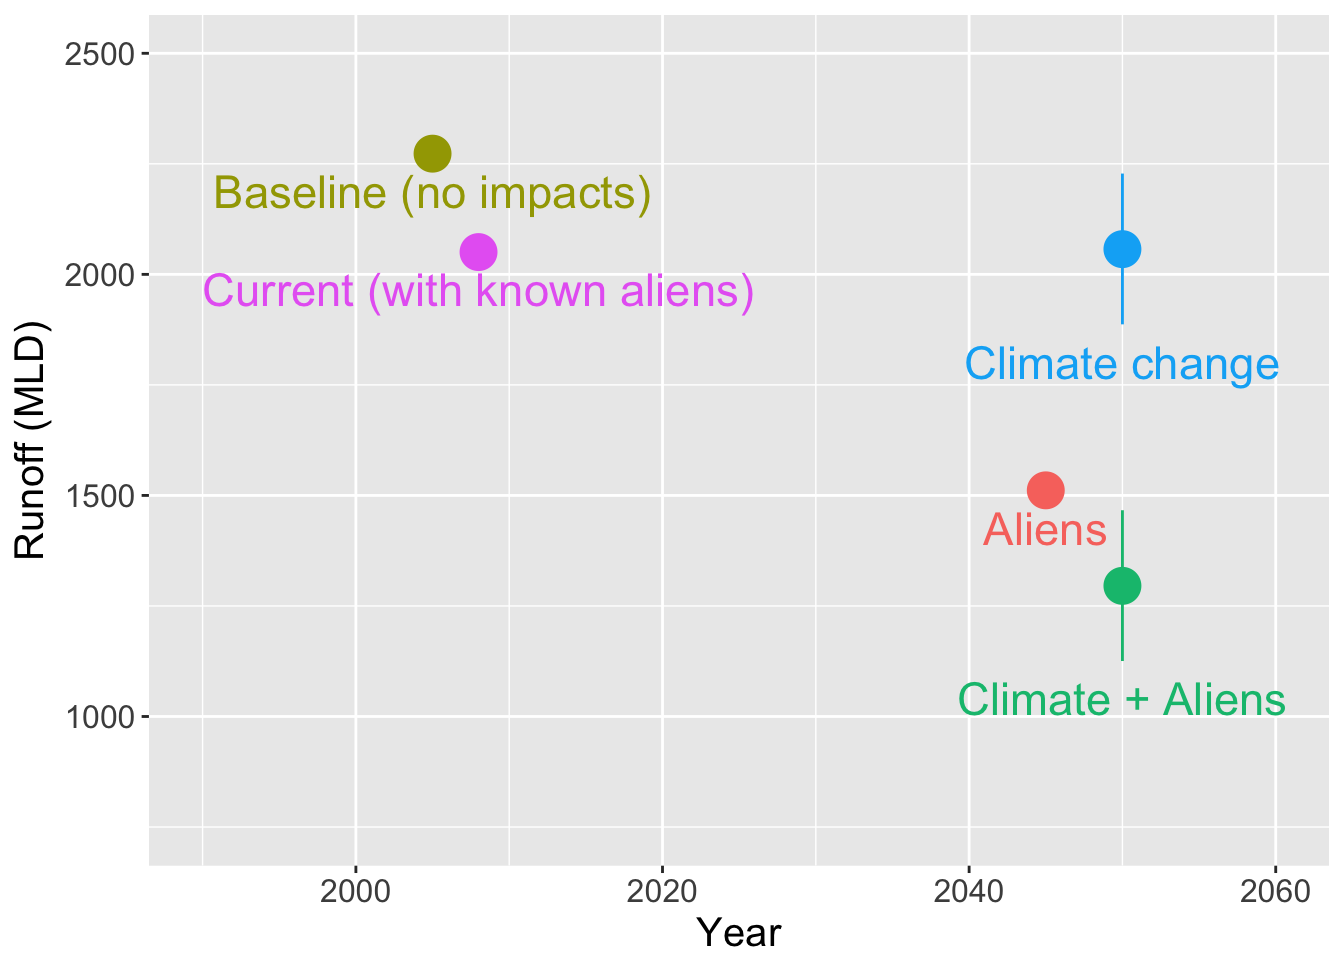 2500
Baseline (no impacts)
2000
Current (with known aliens)
Climate change
1500
Aliens
Climate + Aliens
1000
Runoff (MLD)
2000
2020
2040
2060
Year